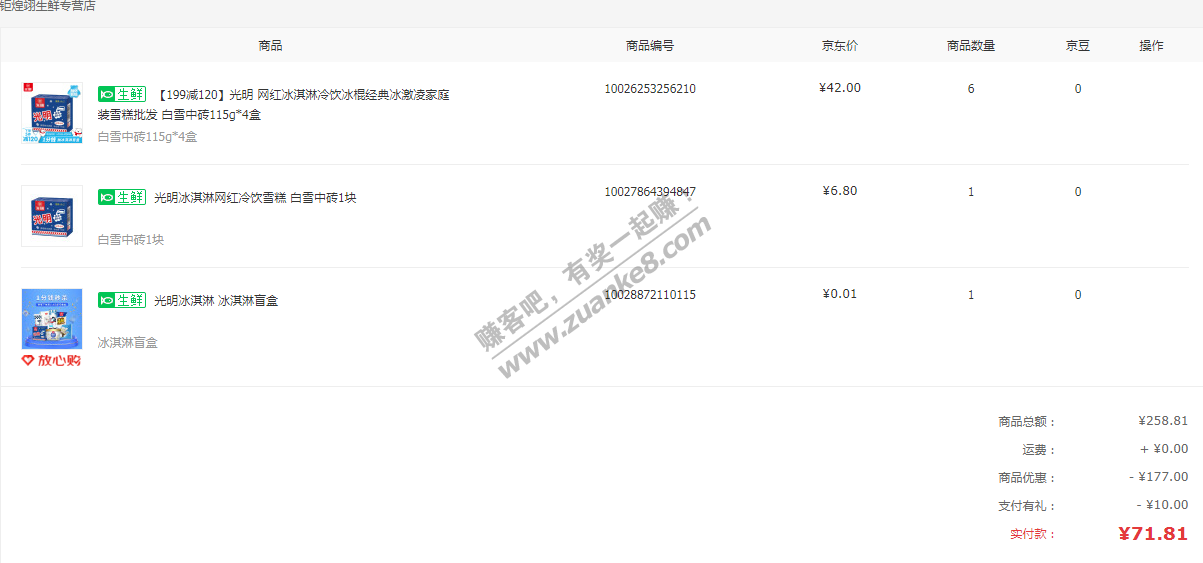 钜煌翊生鲜专营店
商品 商品编号 京东价 商品数量 京豆 操作
生鲜 【199减120】光明 网红冰淇淋冷饮冰棍经典冰激凌家庭 10026253256210 ¥42.00 6 0
装雪糕批发 白雪中砖115g*4盒
白雪中砖115g*4盒
生鲜 光明冰淇淋网红冷饮雪糕 白雪中砖1块 10027864394847 ¥6.80 1 0
白雪中砖1块
生鲜 光明冰淇淋 冰淇淋盲盒 10028872110115 ¥0.01 1 0
冰淇淋盲盒
放心购
赚客吧，有奖一起赚！
www.zuanke8.com
商品总额： ¥258.81
运费： + ¥0.00
商品优惠： - ¥177.00
支付有礼： - ¥10.00
实付款： ¥71.81